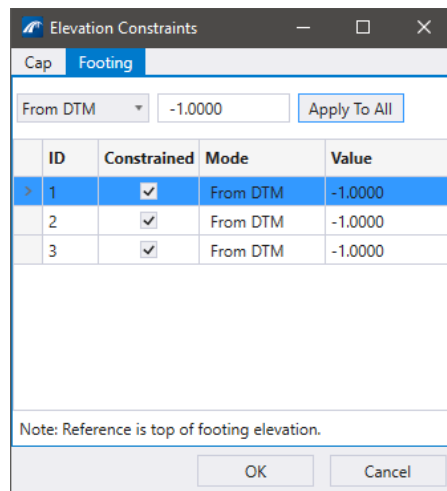 Elevation Constraints
Cap Footing
From DTM -1.0000 Apply To All
ID Constrained Mode Value
1 From DTM -1.0000
2 From DTM -1.0000
3 From DTM -1.0000
Note: Reference is top of footing elevation.
OK Cancel